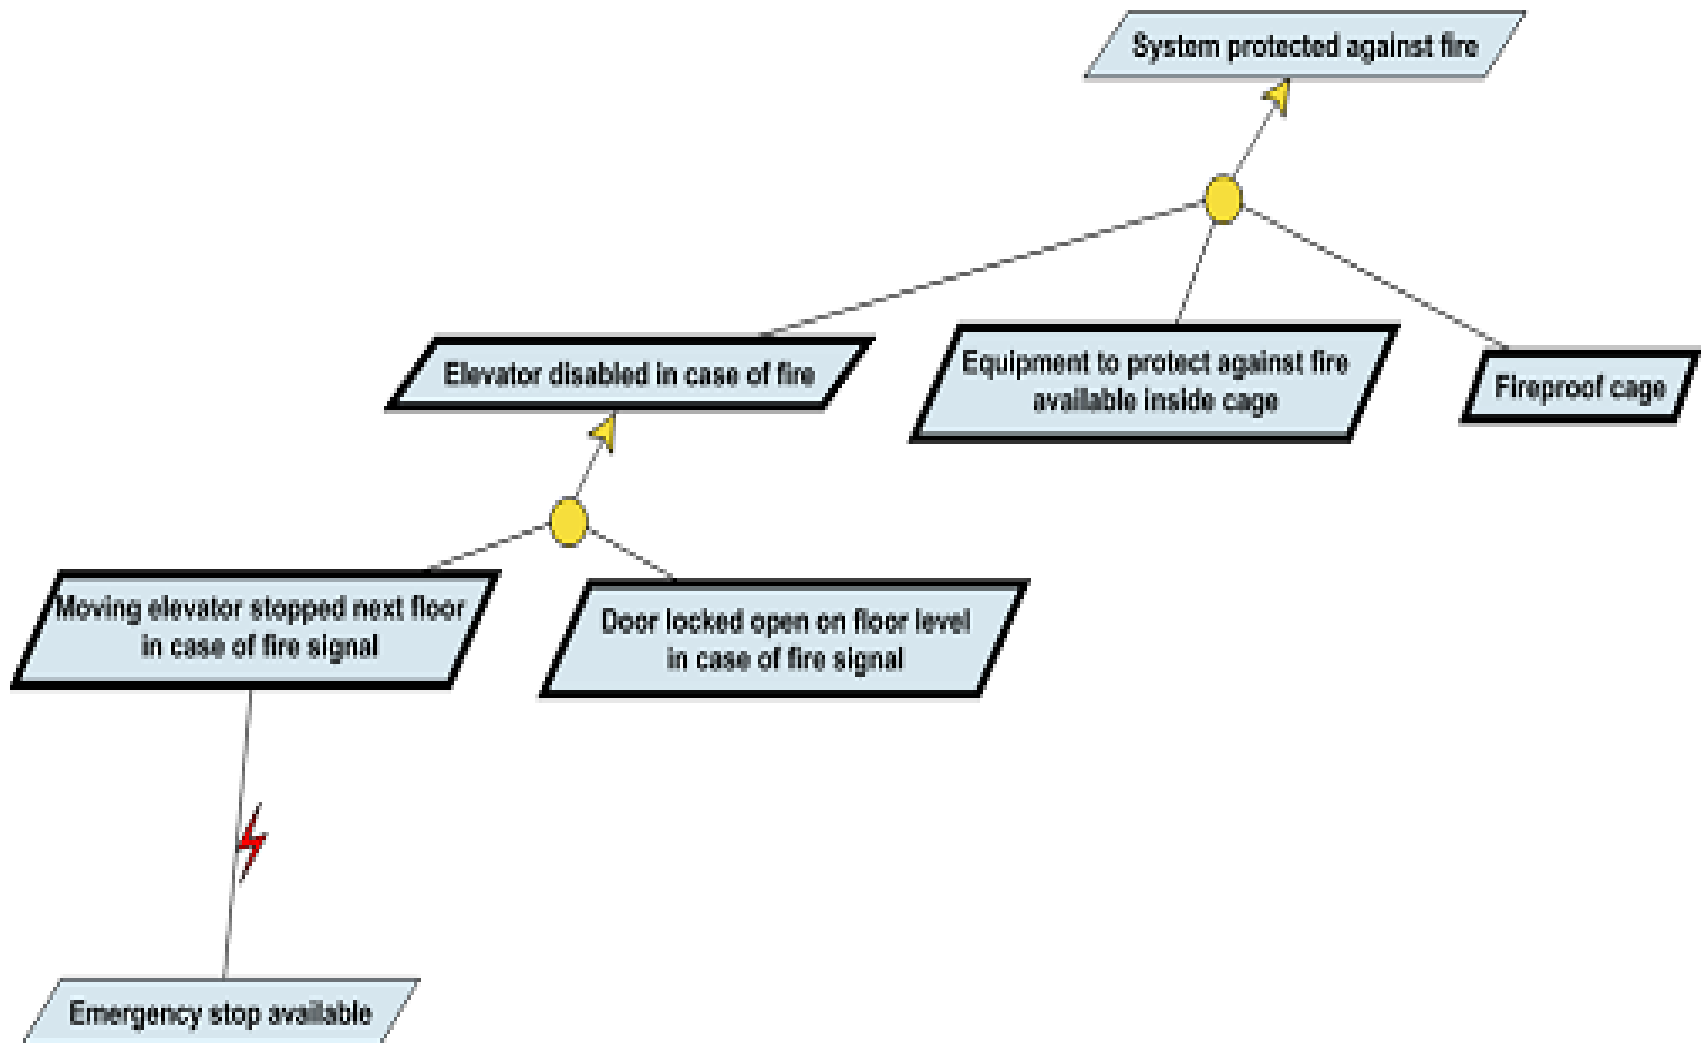 System protected against fire
Elevator disabled in case of fire
Equipment to protect against fire
available inside cage
Fireproof cage
Moving elevator stopped next floor
in case of fire signal
Door locked open on floor level
in case of fire signal
Emergency stop available